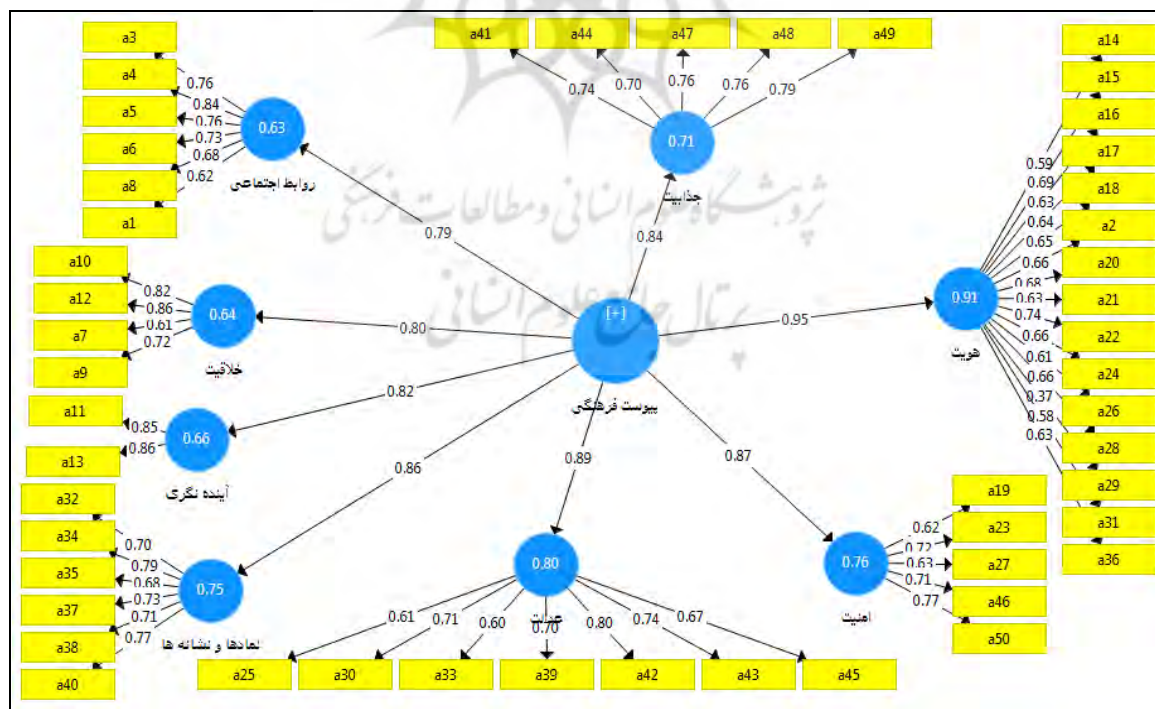 a3
a4
a5
a6
a8
a1
0.76
0.84
0.76
0.73
0.68
0.62
0.63
روابط اجتماعی
a41
a44
a47
a48
a49
0.74
0.70
0.76
0.76
0.79
0.71
جذابیت
پژوهشگاه علوم انسانی و مطالعات فرهنگی
پرتال جامع علوم انسانی
0.79
0.84
0.95
0.80
0.82
0.86
0.89
0.87
[+]
پیوست فرهنگی
a14
a15
a16
a17
a18
a2
a20
a21
a22
a24
a26
a28
a29
a31
a36
0.59
0.69
0.63
0.64
0.65
0.66
0.68
0.63
0.74
0.66
0.61
0.66
0.37
0.58
0.63
0.91
هویت
a10
a12
a7
a9
0.82
0.86
0.61
0.72
0.64
خلاقیت
a11
a13
0.85
0.86
0.66
آینده نگری
a32
a34
a35
a37
a38
a40
0.70
0.79
0.68
0.73
0.71
0.77
0.75
نمادها و نشانه ها
0.80
عدالت
0.61
0.71
0.60
0.70
0.80
0.74
0.67
a25
a30
a33
a39
a42
a43
a45
0.76
امنیت
0.62
0.72
0.63
0.71
0.77
a19
a23
a27
a46
a50